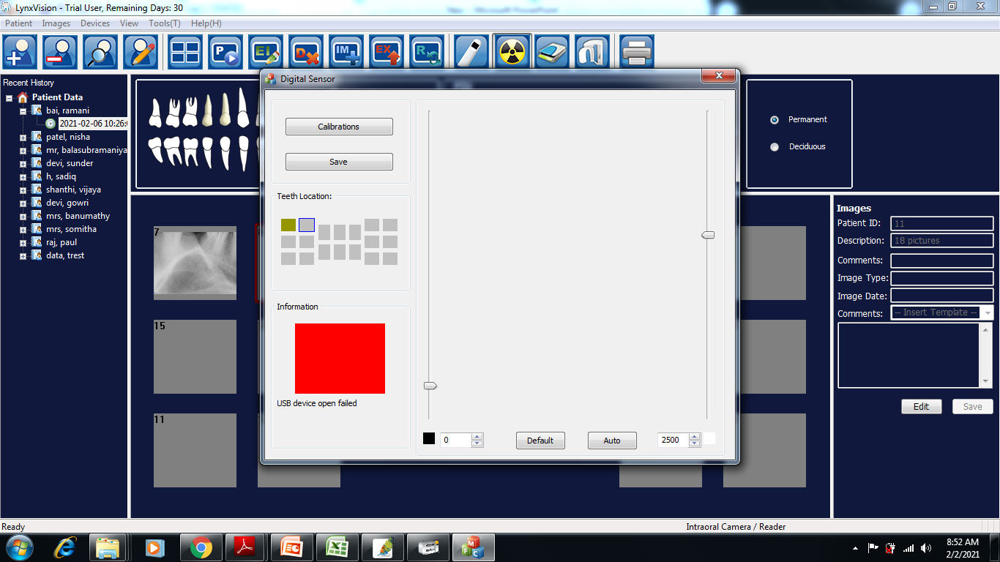 LynxVision - Trial User, Remaining Days: 30
Patient Images Devices View Tools(T) Help(H)
P EI D IM EX R
Recent History
Patient Data
bai, ramani
2021-02-06 10:26:
patel, nisha
mr, balasubramaniya
devi, sunder
h, sadiq
shanthi, vijaya
devi, gowri
mrs, banumathy
mrs, somitha
raj, paul
data, trest
Digital Sensor
Calibrations
Save
Teeth Location:
Information
USB device open failed
0
Default
Auto
2500
Permanent
Deciduous
7
15
11
Images
Patient ID: 11
Description: 18 pictures
Comments:
Image Type:
Image Date:
Comments: -- Insert Template --
Edit Save
Ready
Intraoral Camera / Reader
8:52 AM
2/2/2021